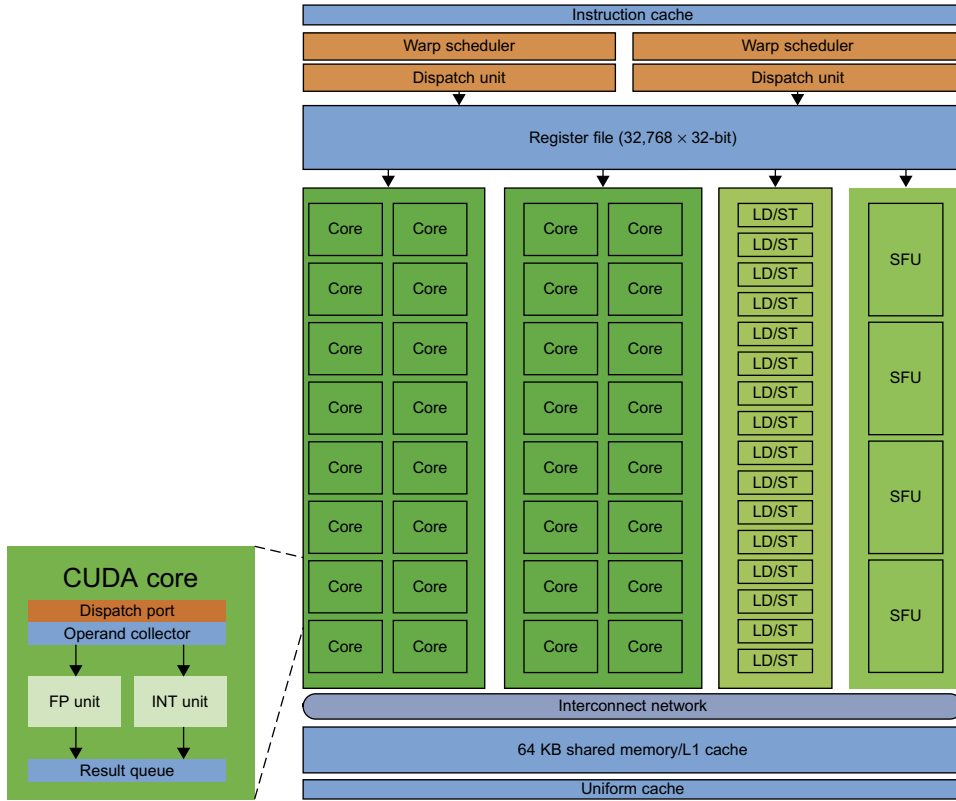 Instruction cache
Warp scheduler Warp scheduler
Dispatch unit Dispatch unit
Register file (32,768 × 32-bit)
LD/ST
Core Core Core Core
LD/ST
SFU
LD/ST
Core Core Core Core
LD/ST
LD/ST
Core Core Core Core
LD/ST
SFU
LD/ST
Core Core Core Core
LD/ST
LD/ST
Core Core Core Core
LD/ST
SFU
LD/ST
Core Core Core Core
LD/ST
LD/ST
Core Core Core Core
LD/ST
SFU
LD/ST
Core Core Core Core
LD/ST
CUDA core
Dispatch port
Operand collector
FP unit INT unit
Result queue
Interconnect network
64 KB shared memory/L1 cache
Uniform cache